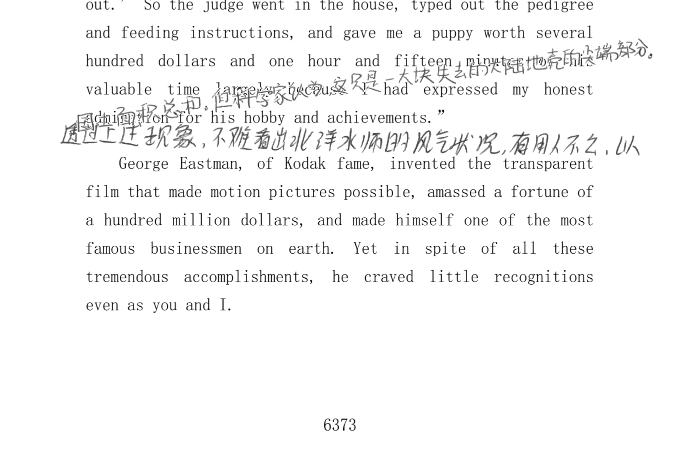 out.” So the judge went in the house, typed out the pedigree
and feeding instructions, and gave me a puppy worth several
hundred dollars and one hour and fifteen minutes of his
valuable time largely because I had expressed my honest
国土面积总和。但科学家认为,这只是一大块失去的大陆地壳的尖端部分。
admiration for his hobby and achievements.”
透过上述现象,不难看出北洋水师的风气状况,有用人不公,以
George Eastman, of Kodak fame, invented the transparent
film that made motion pictures possible, amassed a fortune of
a hundred million dollars, and made himself one of the most
famous businessmen on earth. Yet in spite of all these
tremendous accomplishments, he craved little recognitions
even as you and I.
6373